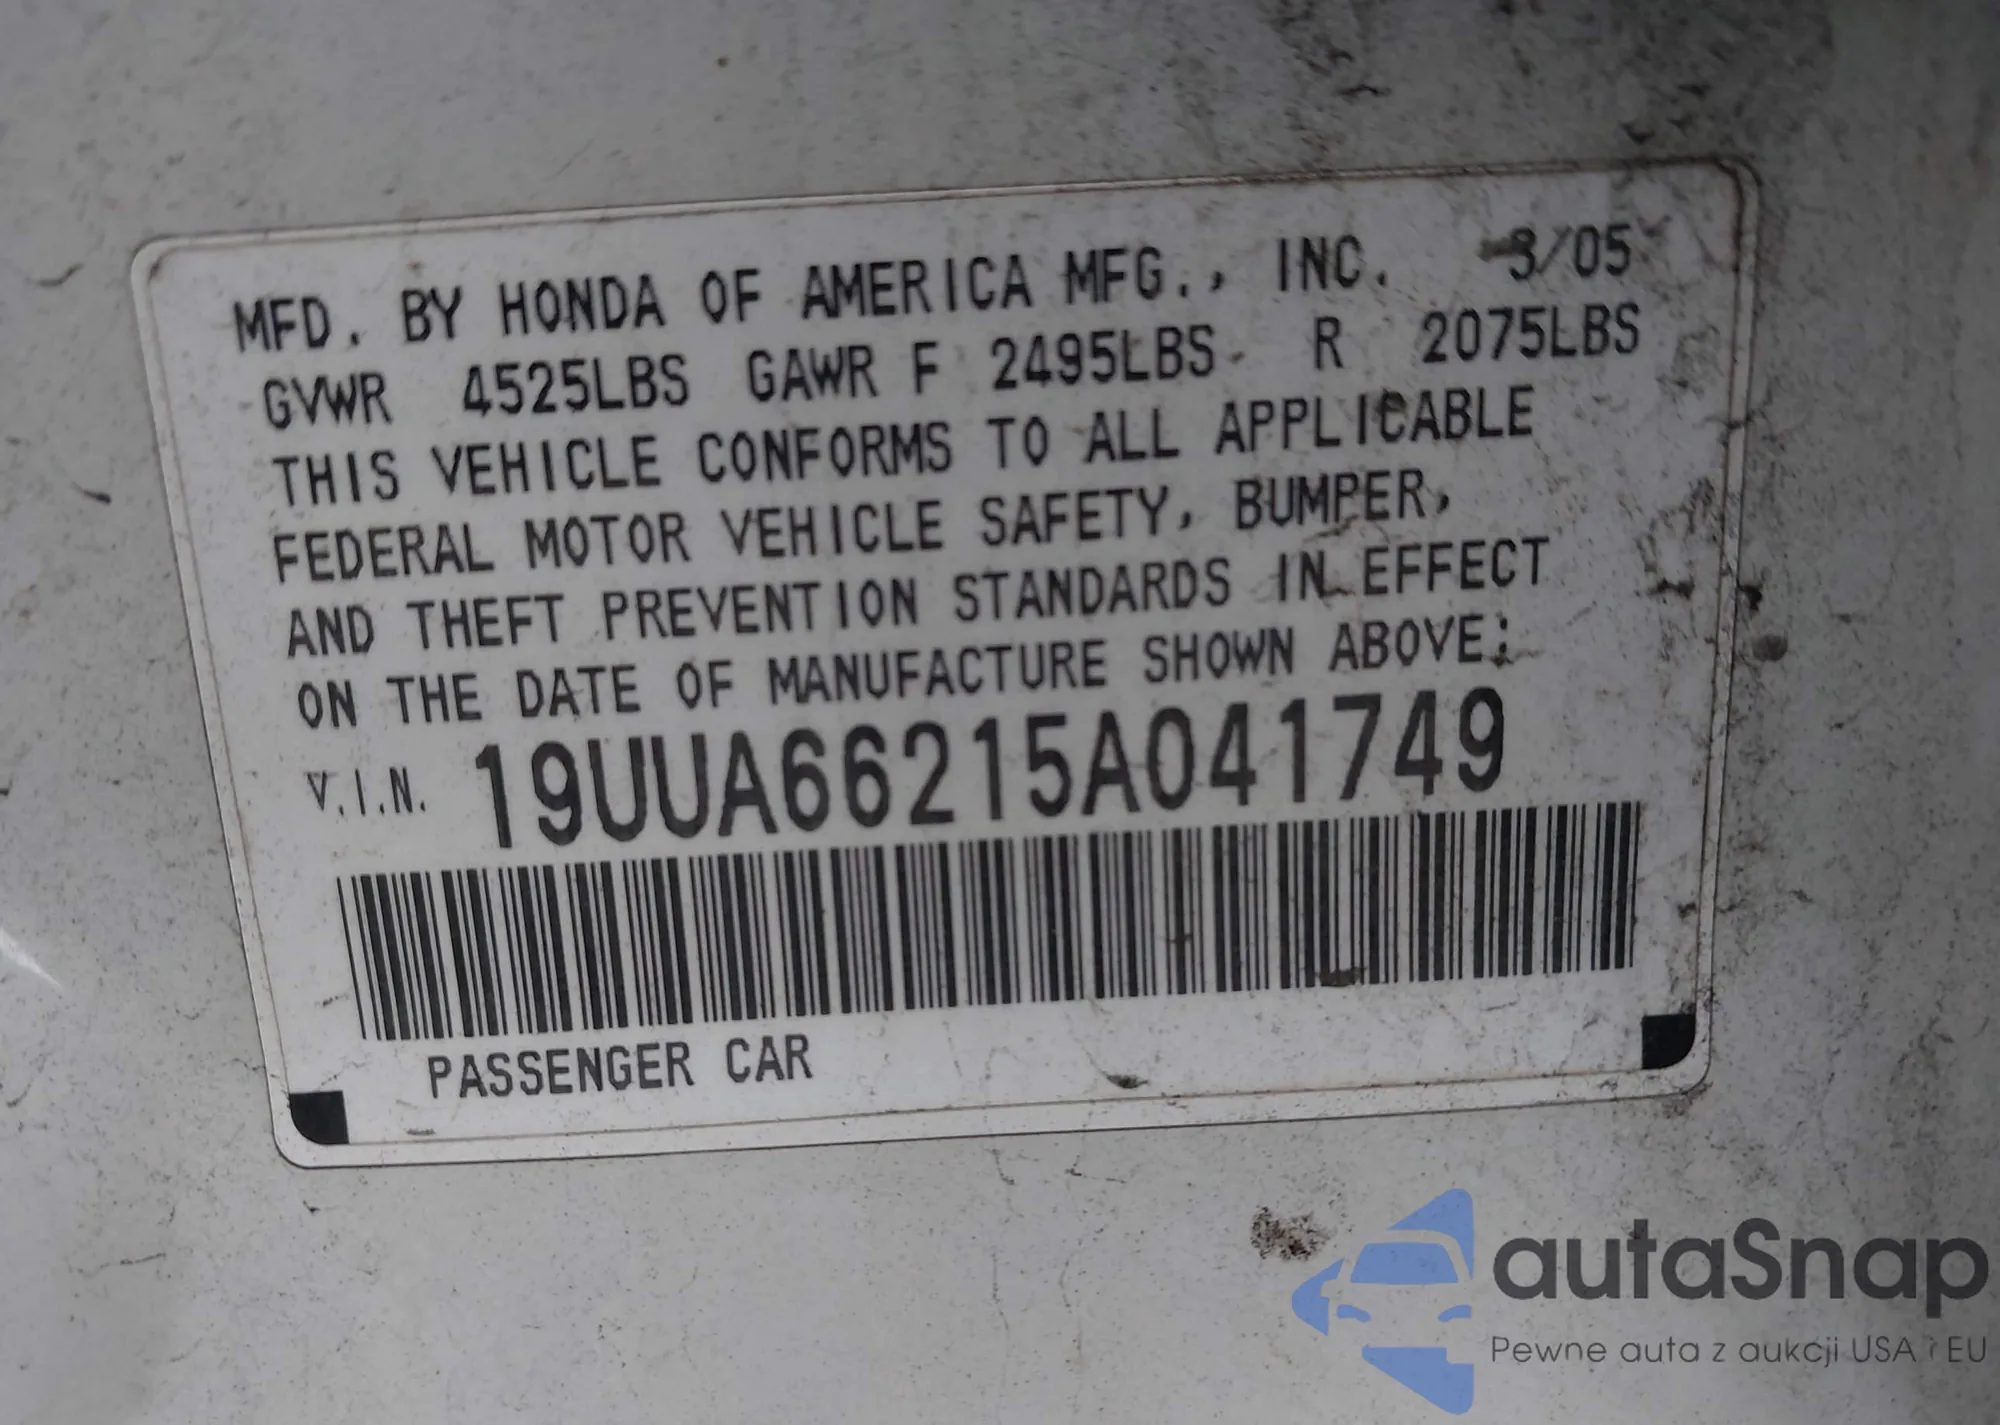 MFD. BY HONDA OF AMERICA MFG., INC. 3/05
GVWR 4525LBS GAWR F 2495LBS R 2075LBS
THIS VEHICLE CONFORMS TO ALL APPLICABLE
FEDERAL MOTOR VEHICLE SAFETY, BUMPER,
AND THEFT PREVENTION STANDARDS IN EFFECT
ON THE DATE OF MANUFACTURE SHOWN ABOVE:
V.I.N. 19UUA66215A041749
PASSENGER CAR
autaSnap
Pewne auta z aukcji USA i EU